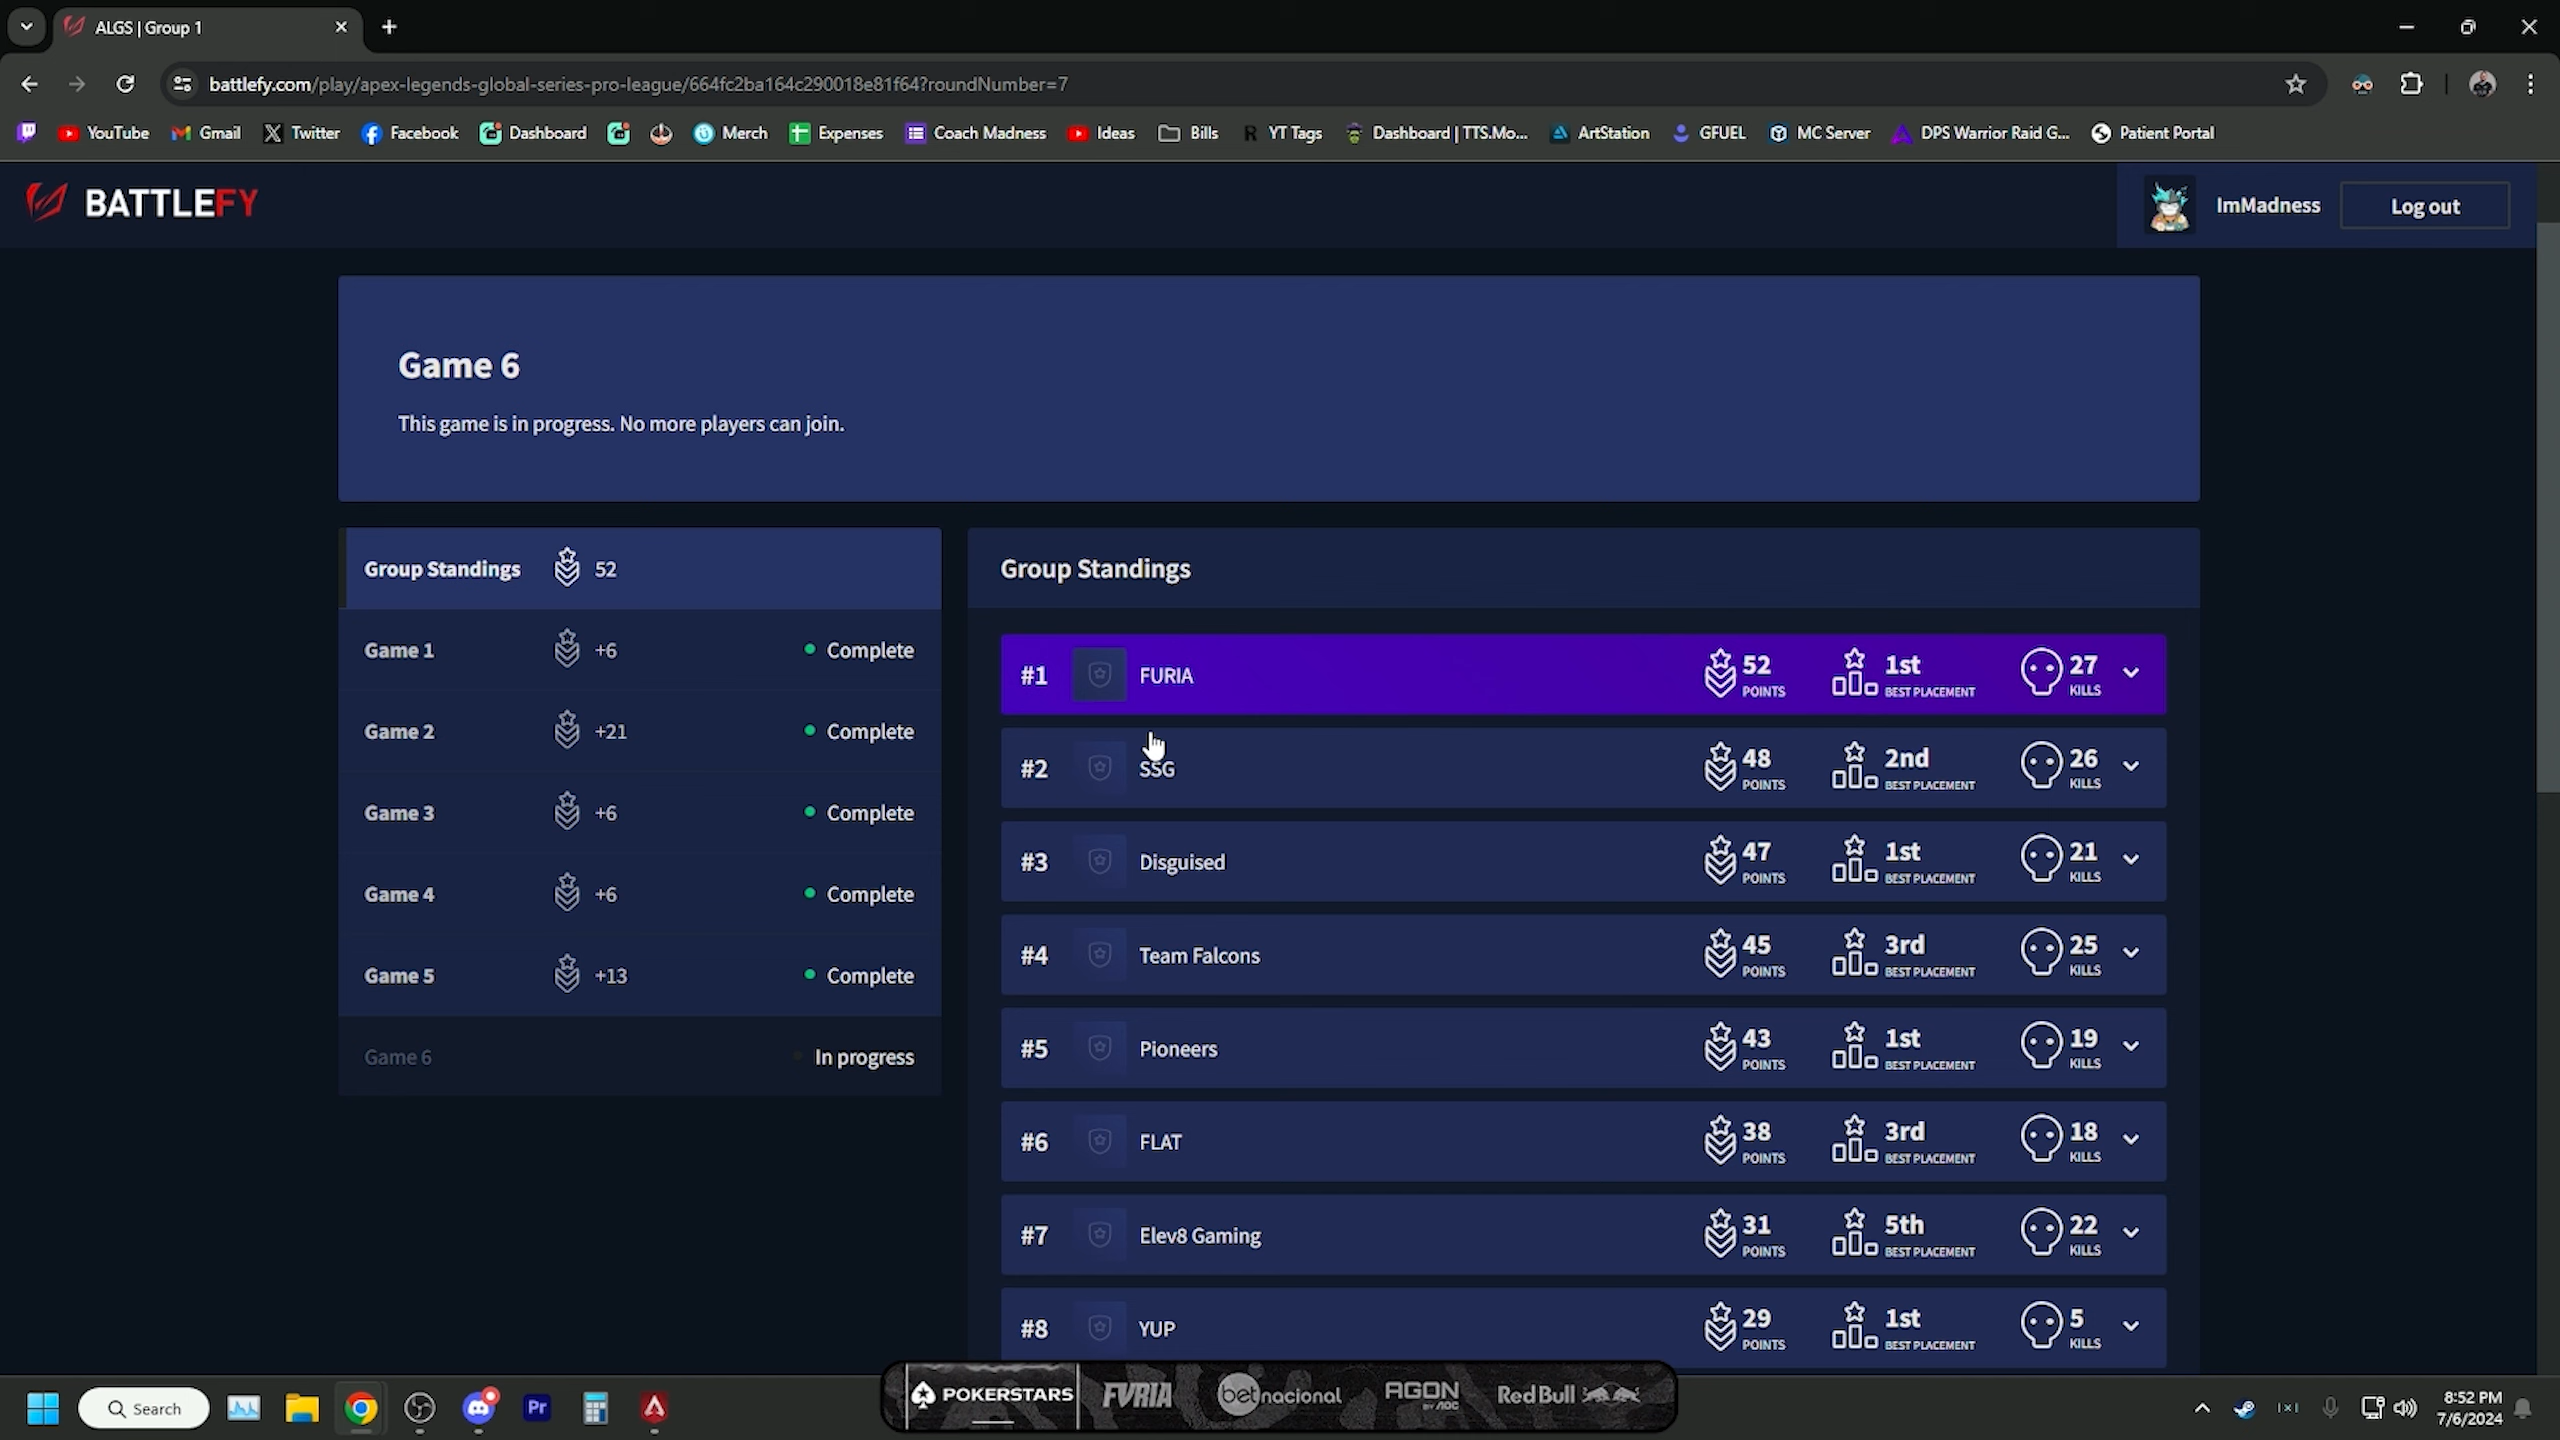 ALGS | Group 1
battlefy.com/play/apex-legends-global-series-pro-league/664fc2ba164c290018e81f64?roundNumber=7
YouTube Gmail Twitter Facebook Dashboard Merch Expenses Coach Madness Ideas Bills YT Tags Dashboard | TTS.Mo... ArtStation GFUEL MC Server DPS Warrior Raid G... Patient Portal
BATTLEFY ImMadness Log out
Game 6
This game is in progress. No more players can join.
Group Standings 52
Game 1 +6 Complete
Game 2 +21 Complete
Game 3 +6 Complete
Game 4 +6 Complete
Game 5 +13 Complete
Game 6 In progress
Group Standings
#1 FURIA 52 POINTS 1st BEST PLACEMENT 27 KILLS
#2 SSG 48 POINTS 2nd BEST PLACEMENT 26 KILLS
#3 Disguised 47 POINTS 1st BEST PLACEMENT 21 KILLS
#4 Team Falcons 45 POINTS 3rd BEST PLACEMENT 25 KILLS
#5 Pioneers 43 POINTS 1st BEST PLACEMENT 19 KILLS
#6 FLAT 38 POINTS 3rd BEST PLACEMENT 18 KILLS
#7 Elev8 Gaming 31 POINTS 5th BEST PLACEMENT 22 KILLS
#8 YUP 29 POINTS 1st BEST PLACEMENT 5 KILLS
POKERSTARS FURIA betnacional AGON BY AOC Red Bull
Search Pr 8:52 PM
7/6/2024